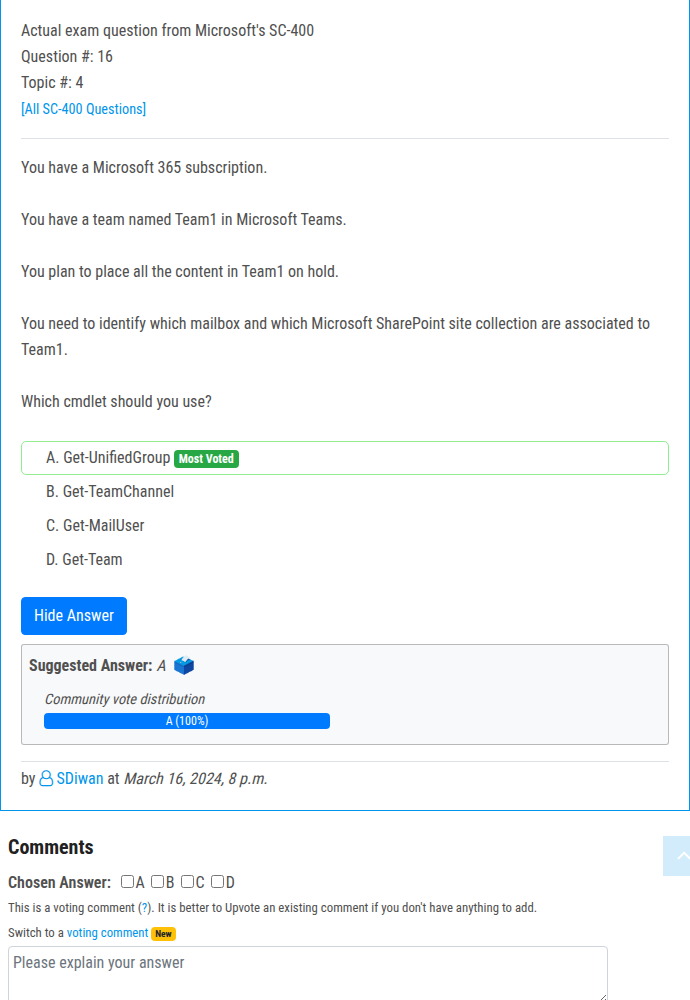 Actual exam question from Microsoft's SC-400
Question #: 16
Topic #: 4
[All SC-400 Questions]
You have a Microsoft 365 subscription.
You have a team named Team1 in Microsoft Teams.
You plan to place all the content in Team1 on hold.
You need to identify which mailbox and which Microsoft SharePoint site collection are associated to
Team1.
Which cmdlet should you use?
A. Get-UnifiedGroup Most Voted
B. Get-TeamChannel
C. Get-MailUser
D. Get-Team
Hide Answer
Suggested Answer: A
Community vote distribution
A (100%)
by SDiwan at March 16, 2024, 8 p.m.
Comments
Chosen Answer: A B C D
This is a voting comment (?). It is better to Upvote an existing comment if you don't have anything to add.
Switch to a voting comment New
Please explain your answer